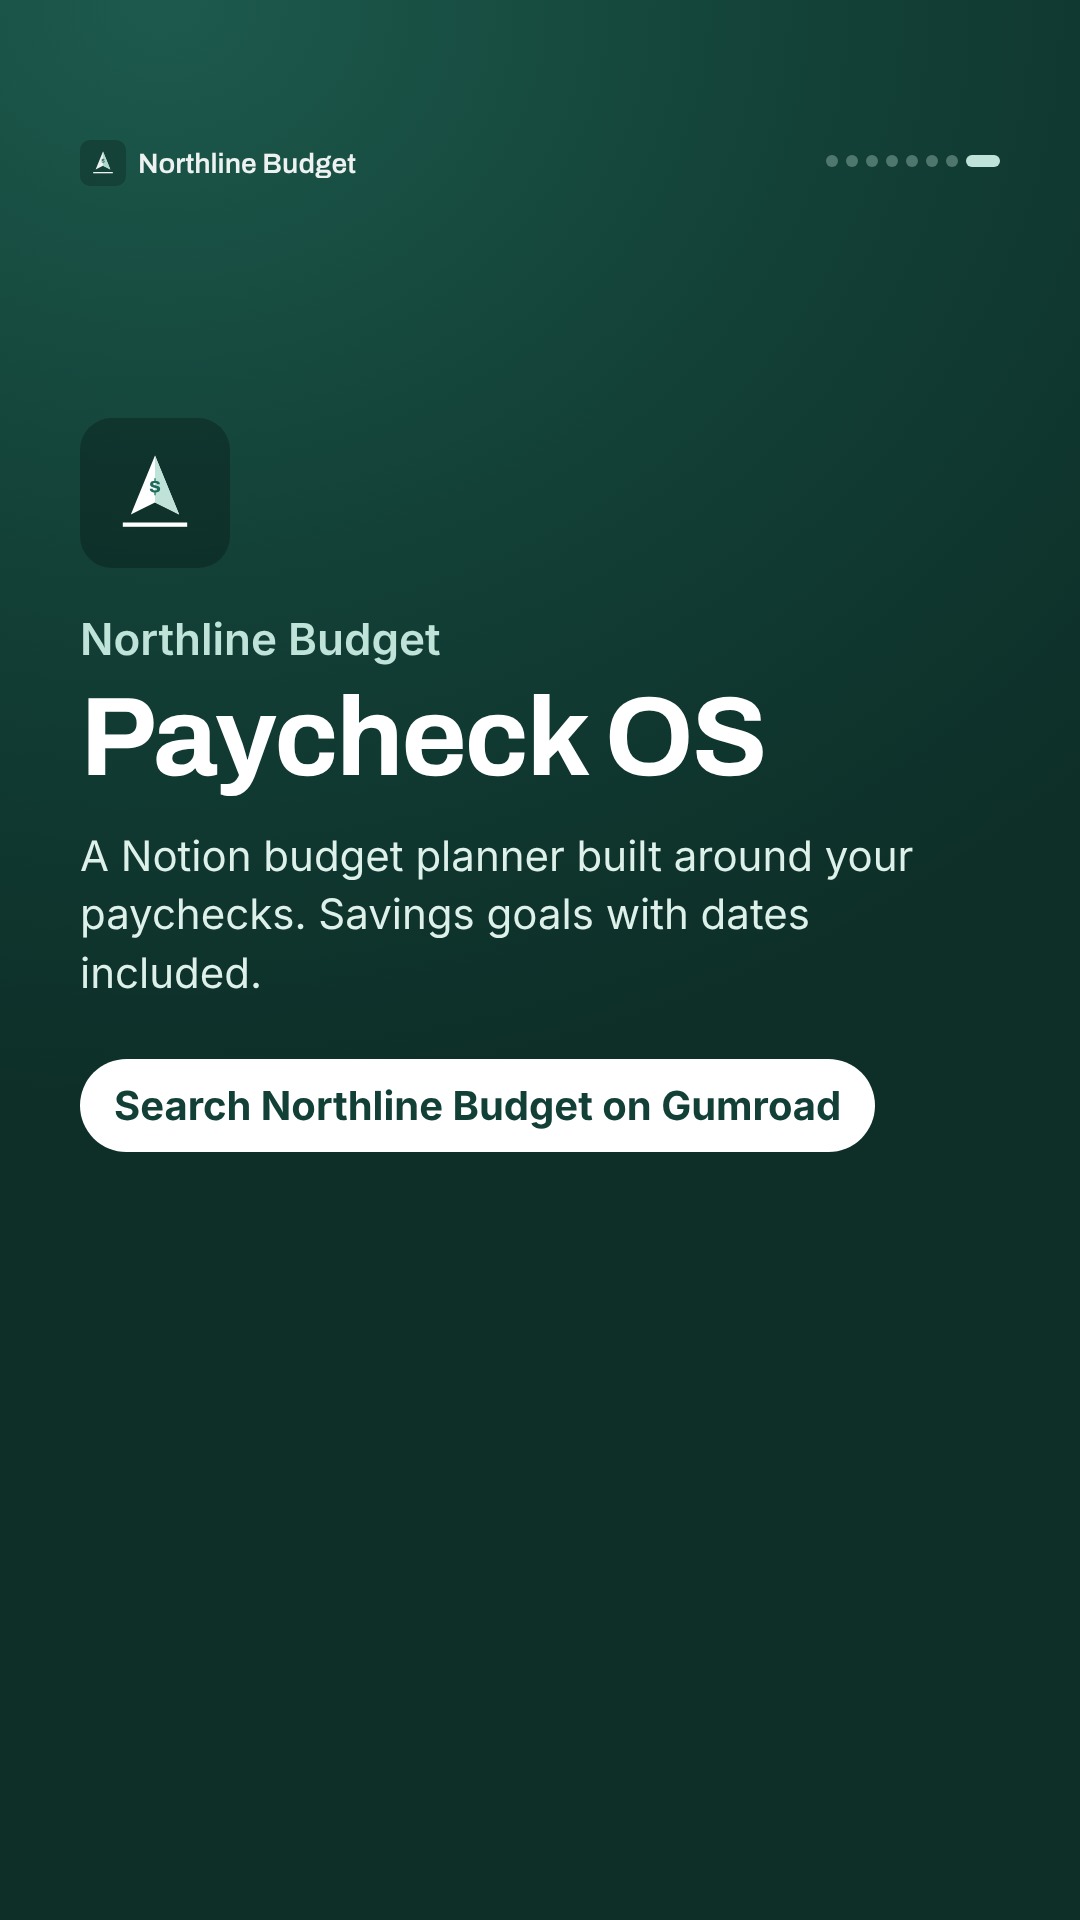 Northline Budget
$
Northline Budget
Paycheck OS
A Notion budget planner built around your
paychecks. Savings goals with dates
included.
Search Northline Budget on Gumroad